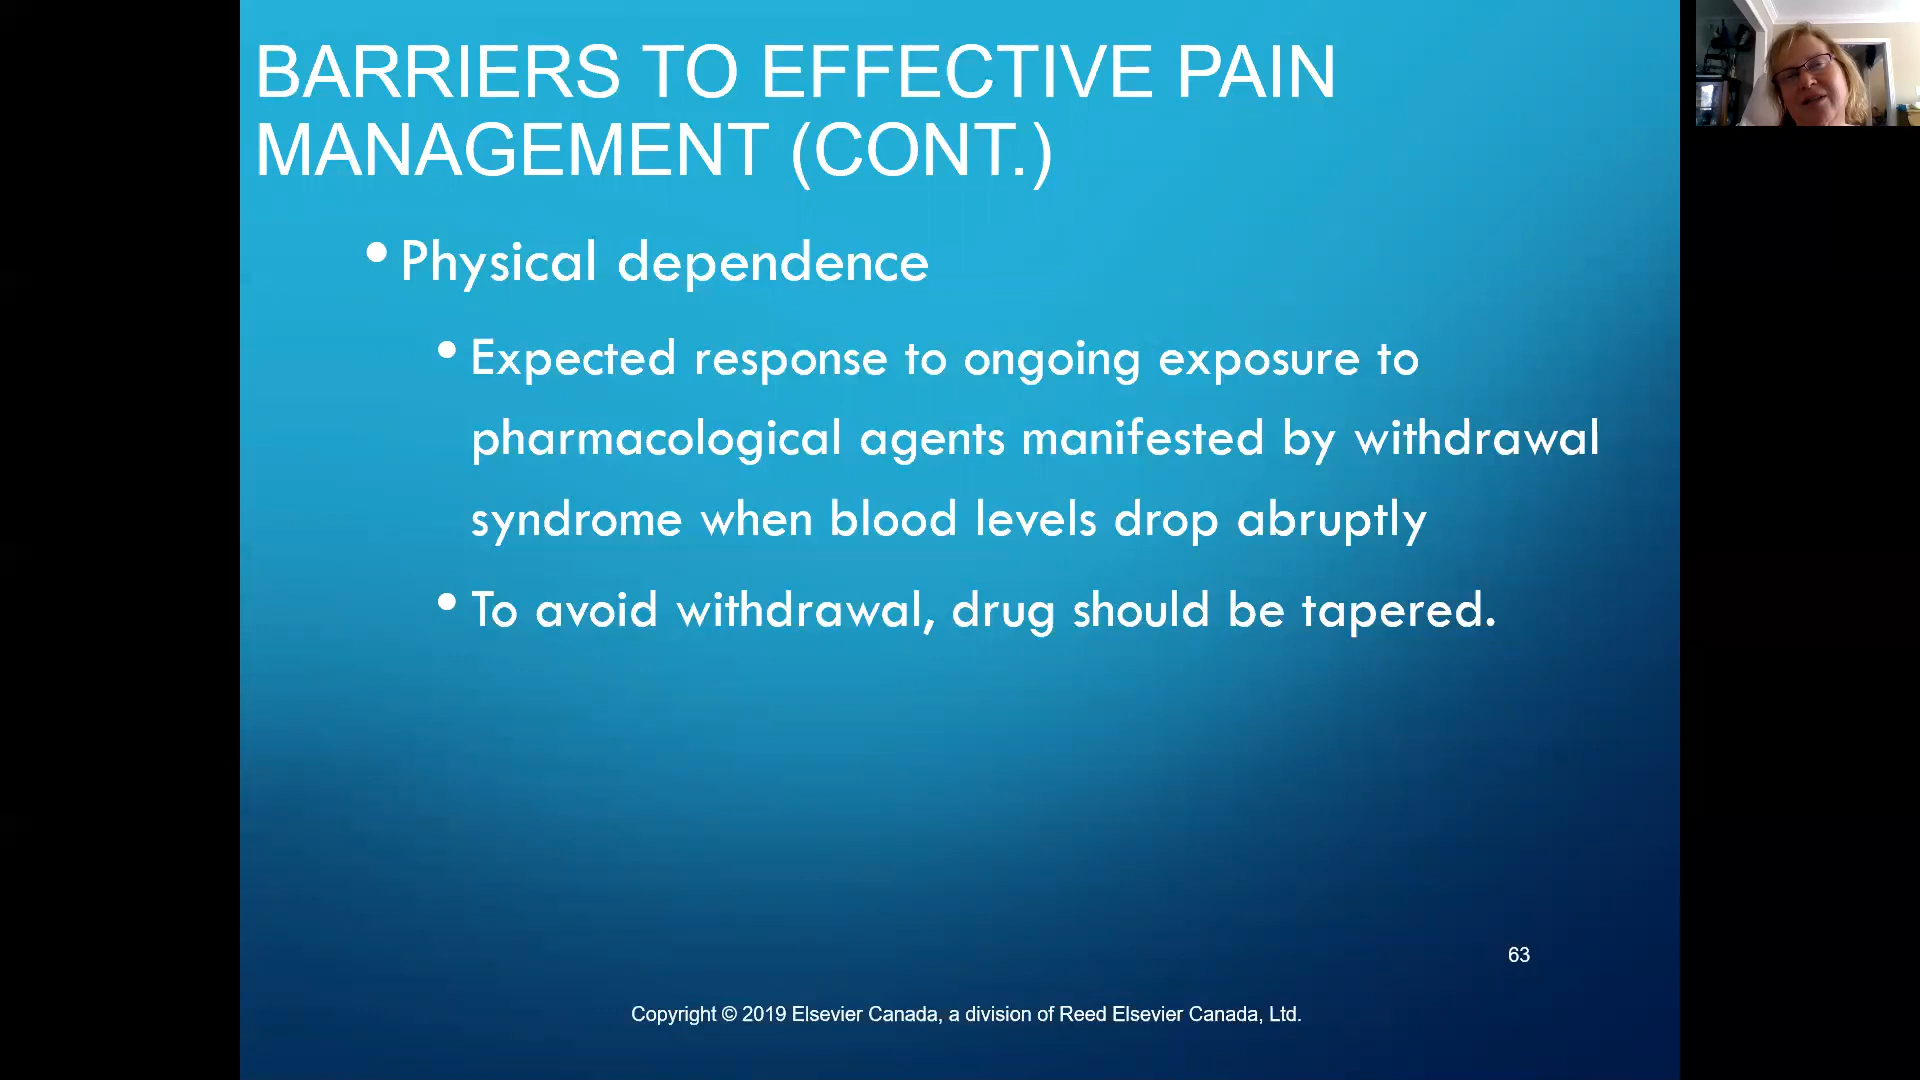 BARRIERS TO EFFECTIVE PAIN
MANAGEMENT (CONT.)
• Physical dependence
• Expected response to ongoing exposure to
pharmacological agents manifested by withdrawal
syndrome when blood levels drop abruptly
• To avoid withdrawal, drug should be tapered.
63
Copyright © 2019 Elsevier Canada, a division of Reed Elsevier Canada, Ltd.